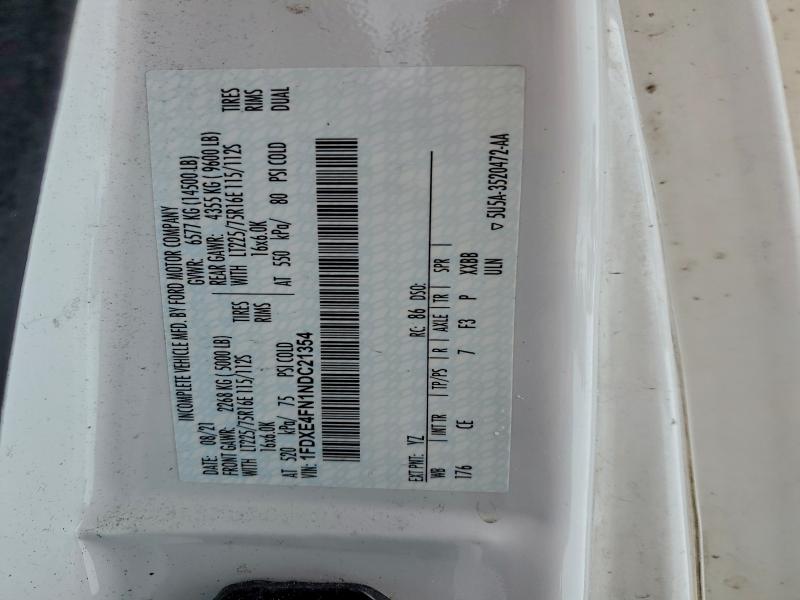 INCOMPLETE VEHICLE MFD. BY FORD MOTOR COMPANY
DATE: 08/21 GVWR: 6577 KG (14500 LB)
FRONT GAWR: 2268 KG (5000 LB) REAR GAWR: 4355 KG (9600 LB)
WITH LT225/75R16E 115/112S TIRES WITH LT225/75R16E 115/112S TIRES
16x6.0K RIMS 16x6.0K RIMS
AT 520 kPa/ 75 PSI COLD AT 550 kPa/ 80 PSI COLD DUAL
VIN: 1FDXE4FN1NDC21354
EXT PNT: YZ RC: 86 DSO:
WB INT TR TP/PS R AXLE TR SPR
176 CE 7 F3 P XXBB
ULN
▽ 5U5A-3520472-AA